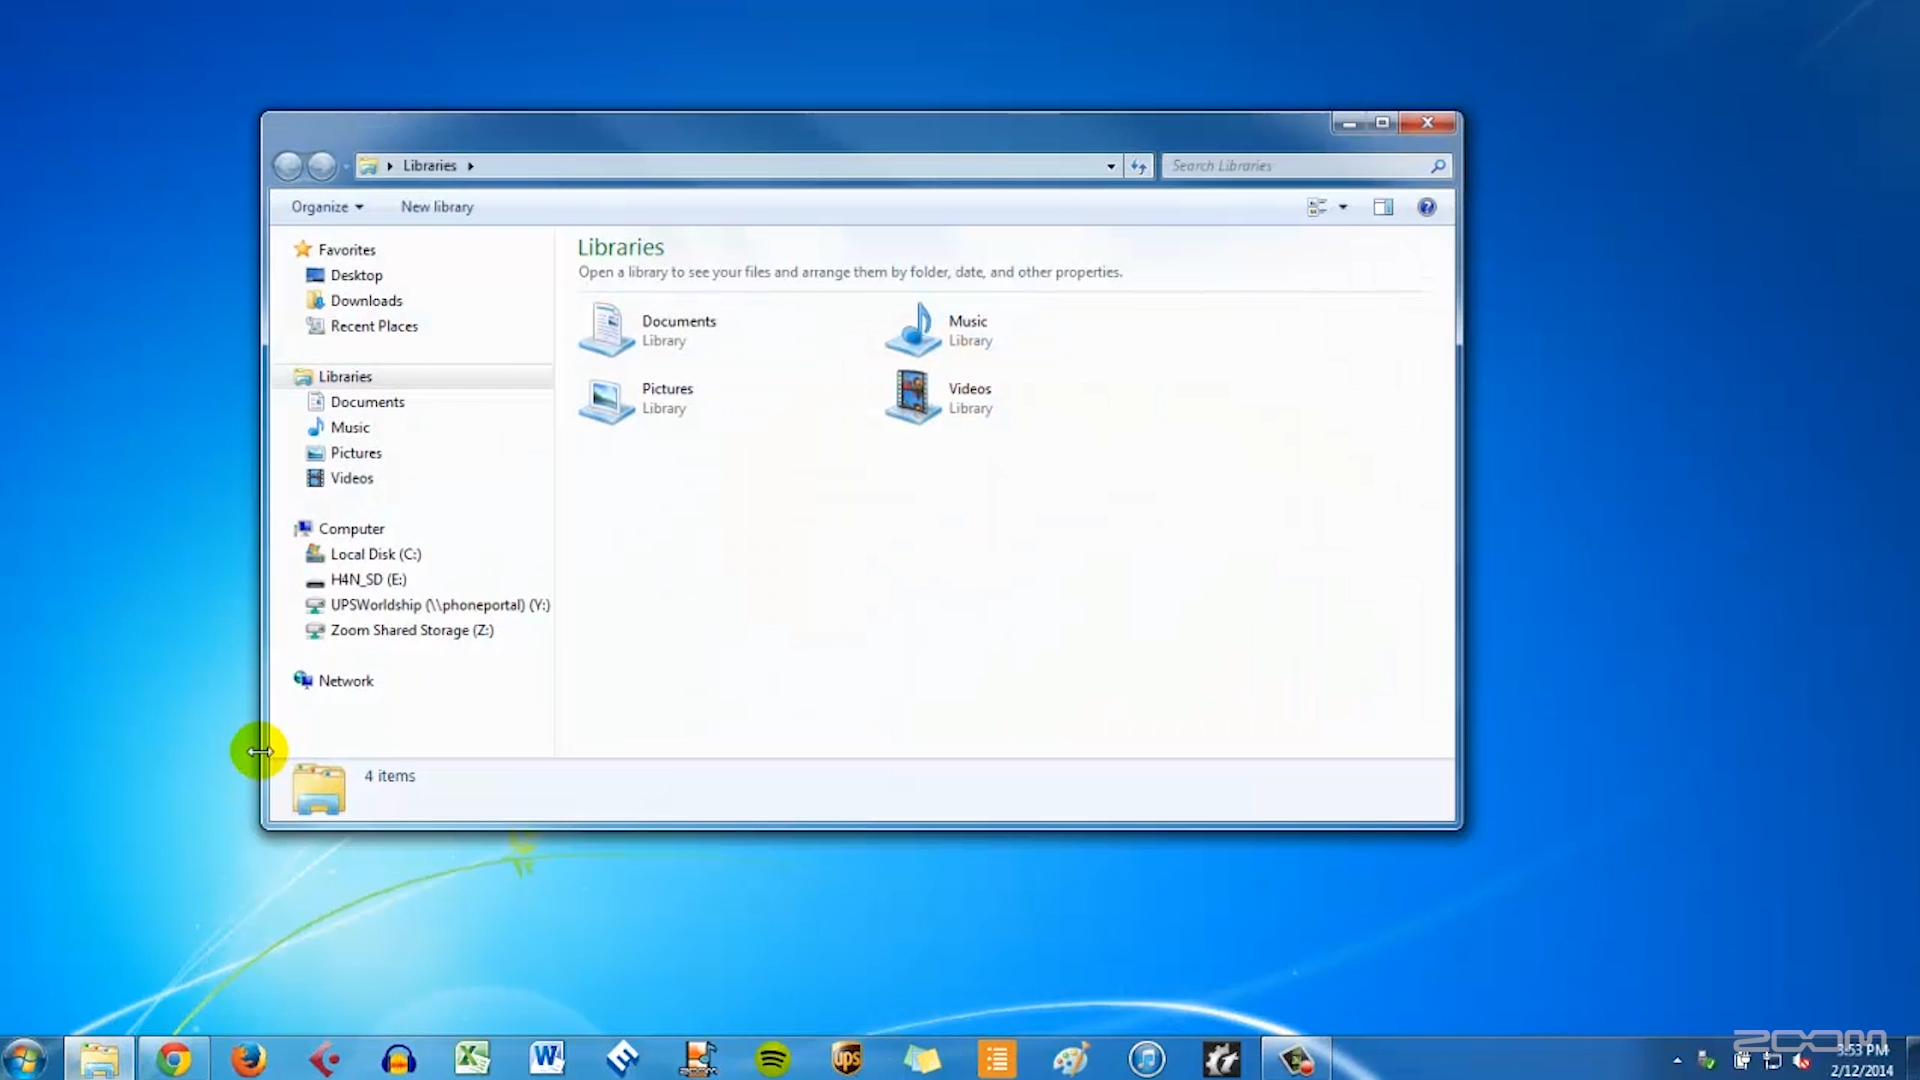 Libraries
Search Libraries
Organize
New library
Favorites
Desktop
Downloads
Recent Places
Libraries
Documents
Music
Pictures
Videos
Computer
Local Disk (C:)
H4N_SD (E:)
UPSWorldship (\\phoneportal) (Y:)
Zoom Shared Storage (Z:)
Network
Libraries
Open a library to see your files and arrange them by folder, date, and other properties.
Documents
Library
Music
Library
Pictures
Library
Videos
Library
4 items
ups
ZOOM
3:53 PM
2/12/2014